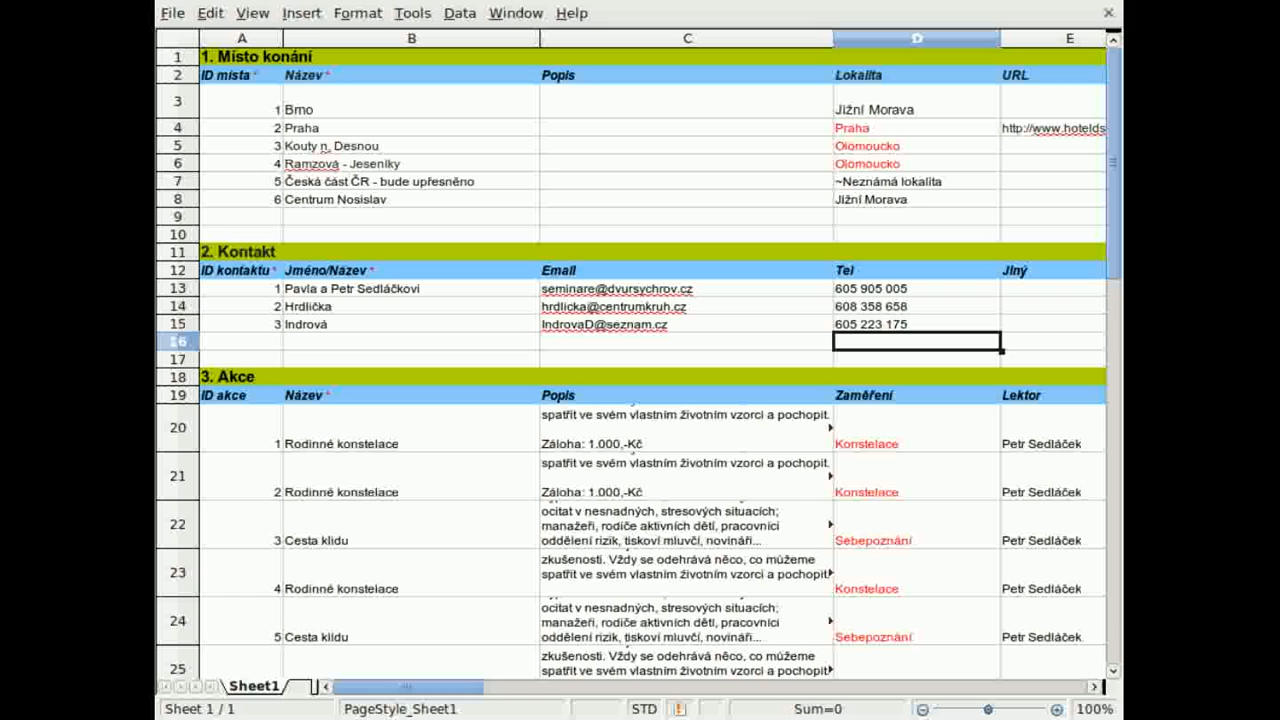 File Edit View Insert Format Tools Data Window Help ×
A B C D E
1 1. Místo konání
2 ID místa * Název * Popis Lokalita URL
3 1 Brno Jižní Morava
4 2 Praha Praha http://www.hotelds
5 3 Kouty n. Desnou Olomoucko
6 4 Ramzová - Jeseníky Olomoucko
7 5 Česká část ČR - bude upřesněno ~Neznámá lokalita
8 6 Centrum Nosislav Jižní Morava
9
10
11 2. Kontakt
12 ID kontaktu * Jméno/Název * Email Tel Jiný
13 1 Pavla a Petr Sedláčkovi seminare@dvursychrov.cz 605 905 005
14 2 Hrdlička hrdlicka@centrumkruh.cz 608 358 658
15 3 Indrová IndrovaD@seznam.cz 605 223 175
16
17
18 3. Akce
19 ID akce Název * Popis Zaměření Lektor
spatřit ve svém vlastním životním vzorci a pochopit.
20
1 Rodinné konstelace Záloha: 1.000,-Kč Konstelace Petr Sedláček
spatřit ve svém vlastním životním vzorci a pochopit.
21
2 Rodinné konstelace Záloha: 1.000,-Kč Konstelace Petr Sedláček
ocitat v nesnadných, stresových situacích;
22 manažeři, rodiče aktivních dětí, pracovníci
3 Cesta klidu oddělení rizik, tiskoví mluvčí, novináři... Sebepoznání Petr Sedláček
zkušenosti. Vždy se odehrává něco, co můžeme
23 spatřit ve svém vlastním životním vzorci a pochopit.
4 Rodinné konstelace Konstelace Petr Sedláček
ocitat v nesnadných, stresových situacích;
24 manažeři, rodiče aktivních dětí, pracovníci
5 Cesta klidu oddělení rizik, tiskoví mluvčí, novináři... Sebepoznání Petr Sedláček
zkušenosti. Vždy se odehrává něco, co můžeme
25 spatřit ve svém vlastním životním vzorci a pochopit.
Sheet1
Sheet 1 / 1 PageStyle_Sheet1 STD Sum=0 100%